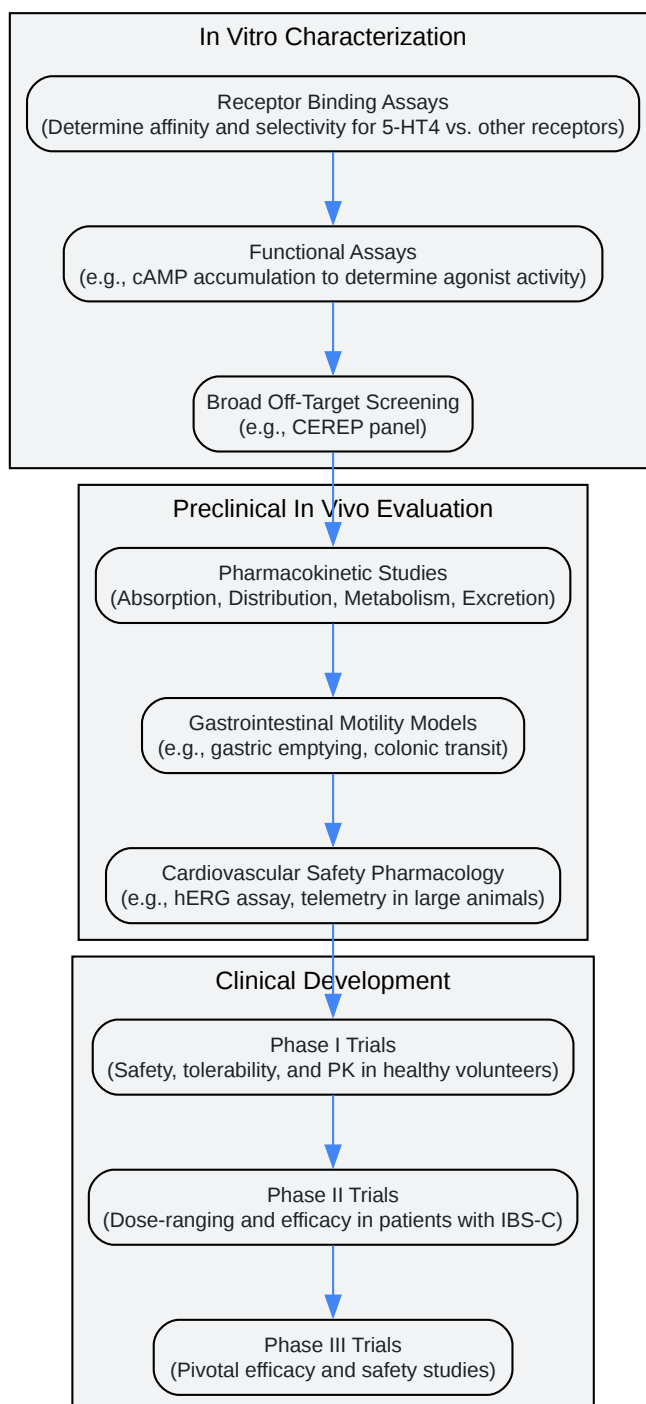 In Vitro Characterization
Receptor Binding Assays
(Determine affinity and selectivity for 5-HT4 vs. other receptors)
Functional Assays
(e.g., cAMP accumulation to determine agonist activity)
Broad Off-Target Screening
(e.g., CEREP panel)
Preclinical In Vivo Evaluation
Pharmacokinetic Studies
(Absorption, Distribution, Metabolism, Excretion)
Gastrointestinal Motility Models
(e.g., gastric emptying, colonic transit)
Cardiovascular Safety Pharmacology
(e.g., hERG assay, telemetry in large animals)
Clinical Development
Phase I Trials
(Safety, tolerability, and PK in healthy volunteers)
Phase II Trials
(Dose-ranging and efficacy in patients with IBS-C)
Phase III Trials
(Pivotal efficacy and safety studies)